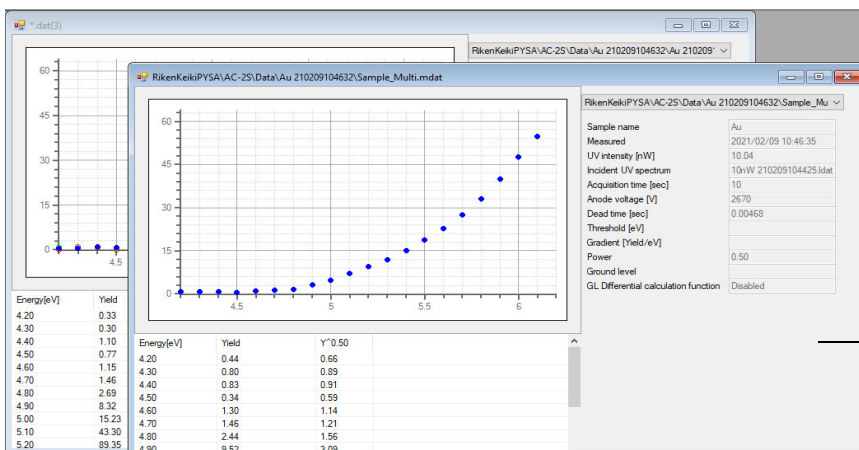 *.dat(3)
RikenKeikiPYSA\AC-2S\Data\Au 210209104632\Au 210209
60
45
30
15
0
4.5
Energy[eV] Yield
4.20 0.33
4.30 0.30
4.40 1.10
4.50 0.77
4.60 1.15
4.70 1.46
4.80 2.69
4.90 8.32
5.00 15.23
5.10 43.30
5.20 89.35
RikenKeikiPYSA\AC-2S\Data\Au 210209104632\Sample_Multi.mdat
60
45
30
15
0
4.5 5 5.5 6
Energy[eV] Yield Y^0.50
4.20 0.44 0.66
4.30 0.80 0.89
4.40 0.83 0.91
4.50 0.34 0.59
4.60 1.30 1.14
4.70 1.46 1.21
4.80 2.44 1.56
4.90 9.52 3.09
RikenKeikiPYSA\AC-2S\Data\Au 210209104632\Sample_Mu
Sample name Au
Measured 2021/02/09 10:46:35
UV intensity [nW] 10.04
Incident UV spectrum 10nW 210209104425.ldat
Acquisition time [sec] 10
Anode voltage [V] 2670
Dead time [sec] 0.00468
Threshold [eV]
Gradient [Yield/eV]
Power 0.50
Ground level
GL Differential calculation function Disabled